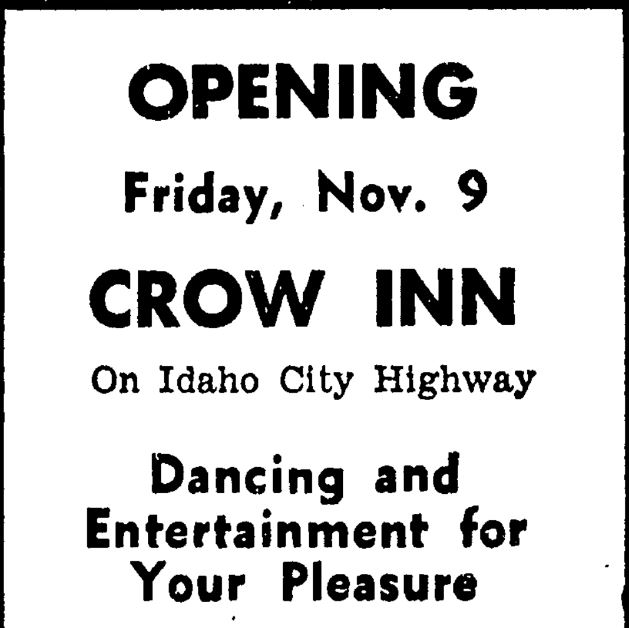 OPENING
Friday, Nov. 9
CROW INN
On Idaho City Highway
Dancing and
Entertainment for
Your Pleasure